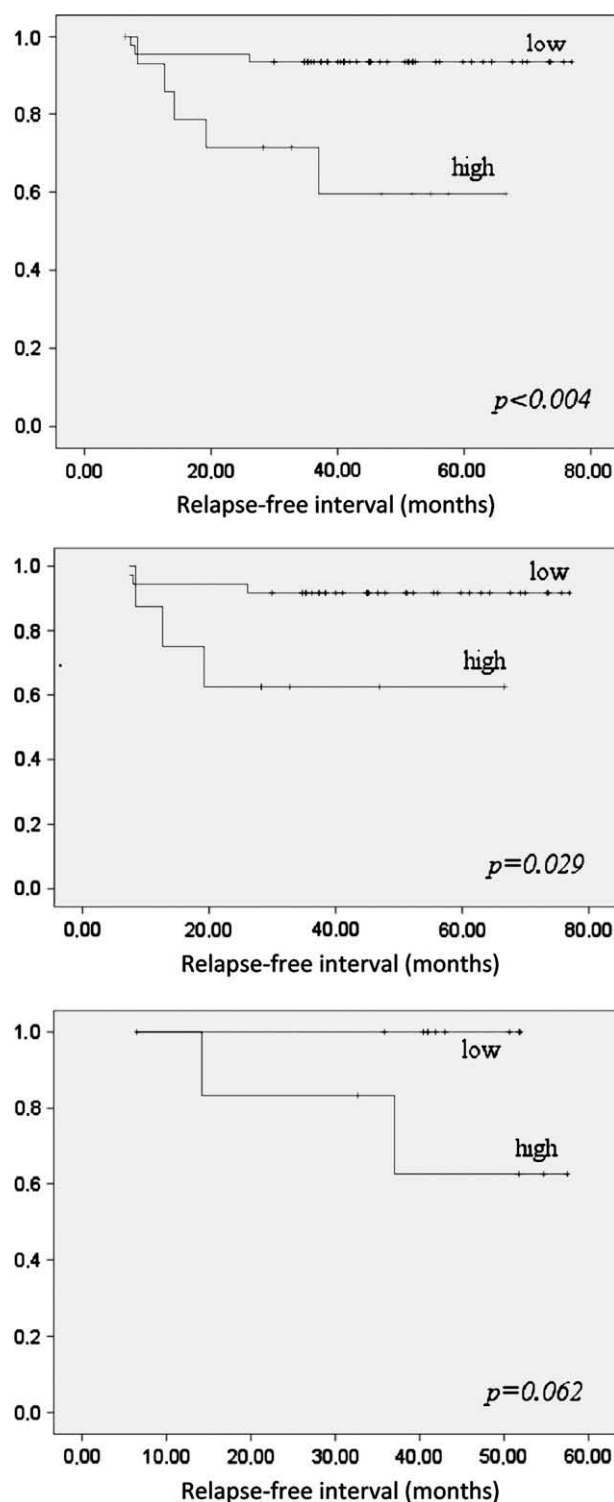 1.0
low
0.8
0.6
high
0.4
0.2
p<0.004
0.0
0.00 20.00 40.00 60.00 80.00
Relapse-free interval (months)
1.0
low
0.8
high
0.6
0.4
0.2
p=0.029
0.0
0.00 20.00 40.00 60.00 80.00
Relapse-free interval (months)
1.0
low
0.8
high
0.6
0.4
0.2
p=0.062
0.0
0.00 10.00 20.00 30.00 40.00 50.00 60.00
Relapse-free interval (months)